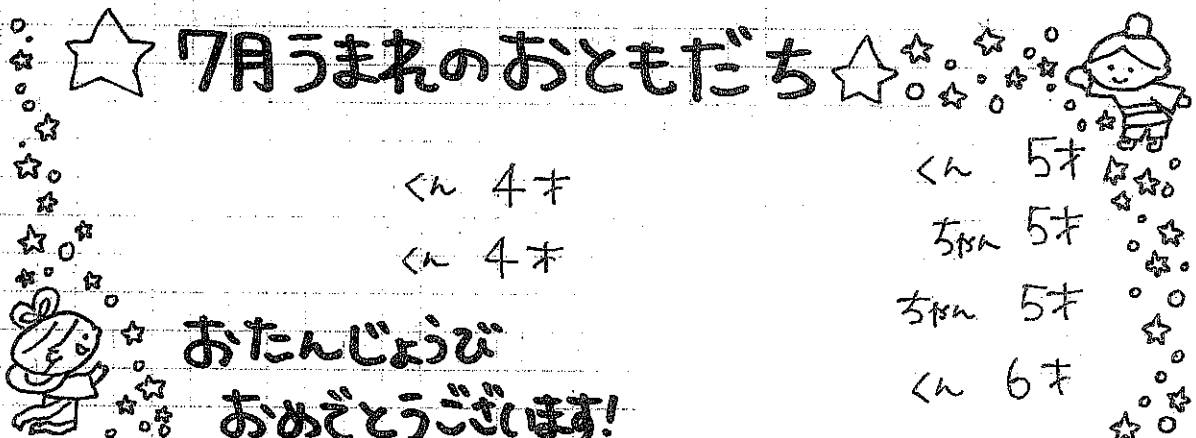 7月うまれのおともだち
くん 4才
くん 4才
くん 5才
ちゃん 5才
ちゃん 5才
くん 6才
おたんじょうび
おめでとうございます!